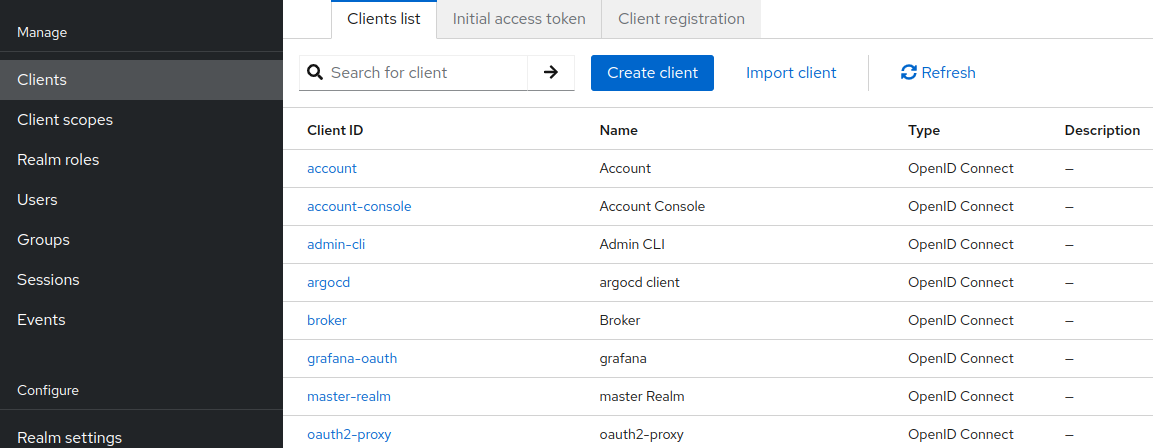 Manage
Clients
Client scopes
Realm roles
Users
Groups
Sessions
Events
Configure
Realm settings
Clients list Initial access token Client registration
Search for client Create client Import client Refresh
Client ID Name Type Description
account Account OpenID Connect –
account-console Account Console OpenID Connect –
admin-cli Admin CLI OpenID Connect –
argocd argocd client OpenID Connect –
broker Broker OpenID Connect –
grafana-oauth grafana OpenID Connect –
master-realm master Realm OpenID Connect –
oauth2-proxy oauth2-proxy OpenID Connect –